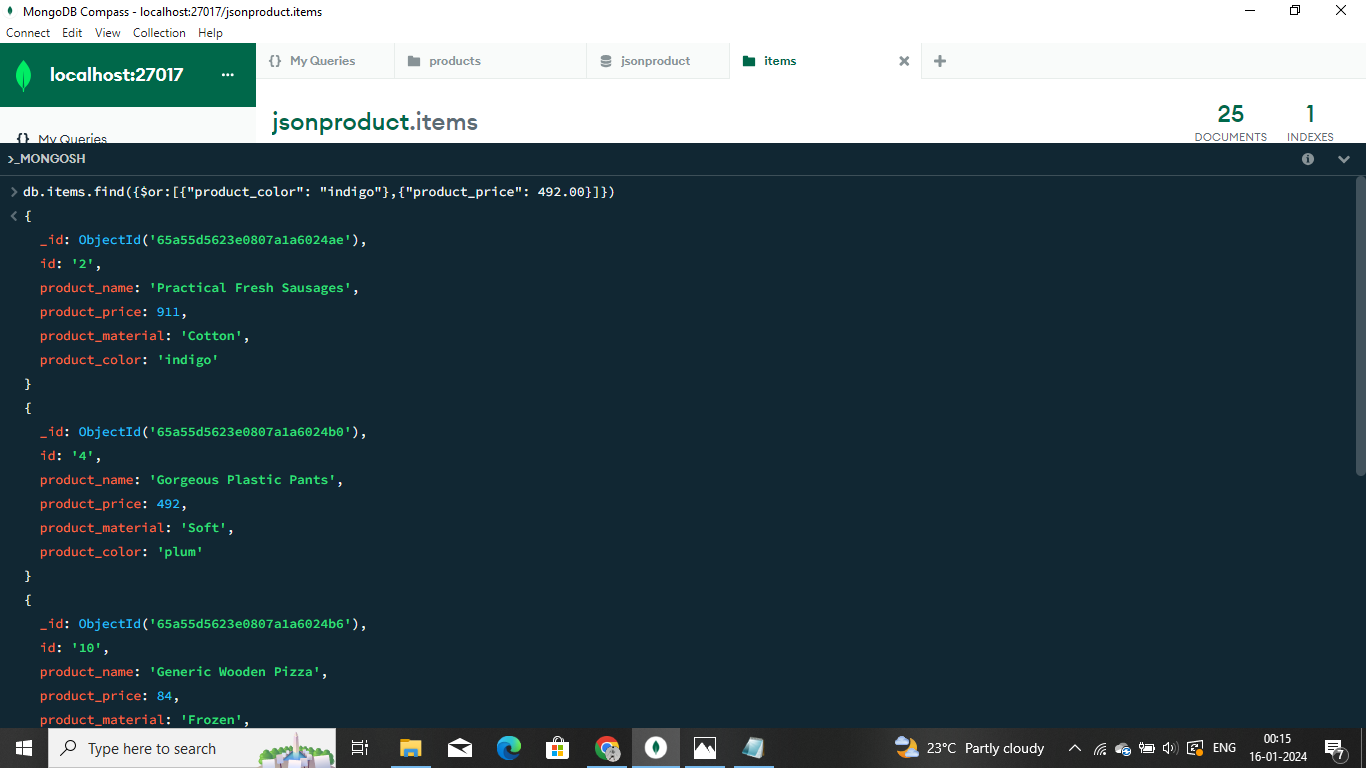 MongoDB Compass - localhost:27017/jsonproduct.items
Connect Edit View Collection Help
localhost:27017 ...
{} My Queries
products
jsonproduct
items
{} My Queries
jsonproduct.items
25
DOCUMENTS
1
INDEXES
>_MONGOSH
> db.items.find({$or:[{"product_color": "indigo"},{"product_price": 492.00}]})
< {
_id: ObjectId('65a55d5623e0807a1a6024ae'),
id: '2',
product_name: 'Practical Fresh Sausages',
product_price: 911,
product_material: 'Cotton',
product_color: 'indigo'
}
{
_id: ObjectId('65a55d5623e0807a1a6024b0'),
id: '4',
product_name: 'Gorgeous Plastic Pants',
product_price: 492,
product_material: 'Soft',
product_color: 'plum'
}
{
_id: ObjectId('65a55d5623e0807a1a6024b6'),
id: '10',
product_name: 'Generic Wooden Pizza',
product_price: 84,
product_material: 'Frozen',
Type here to search
23°C Partly cloudy
ENG
00:15
16-01-2024
7